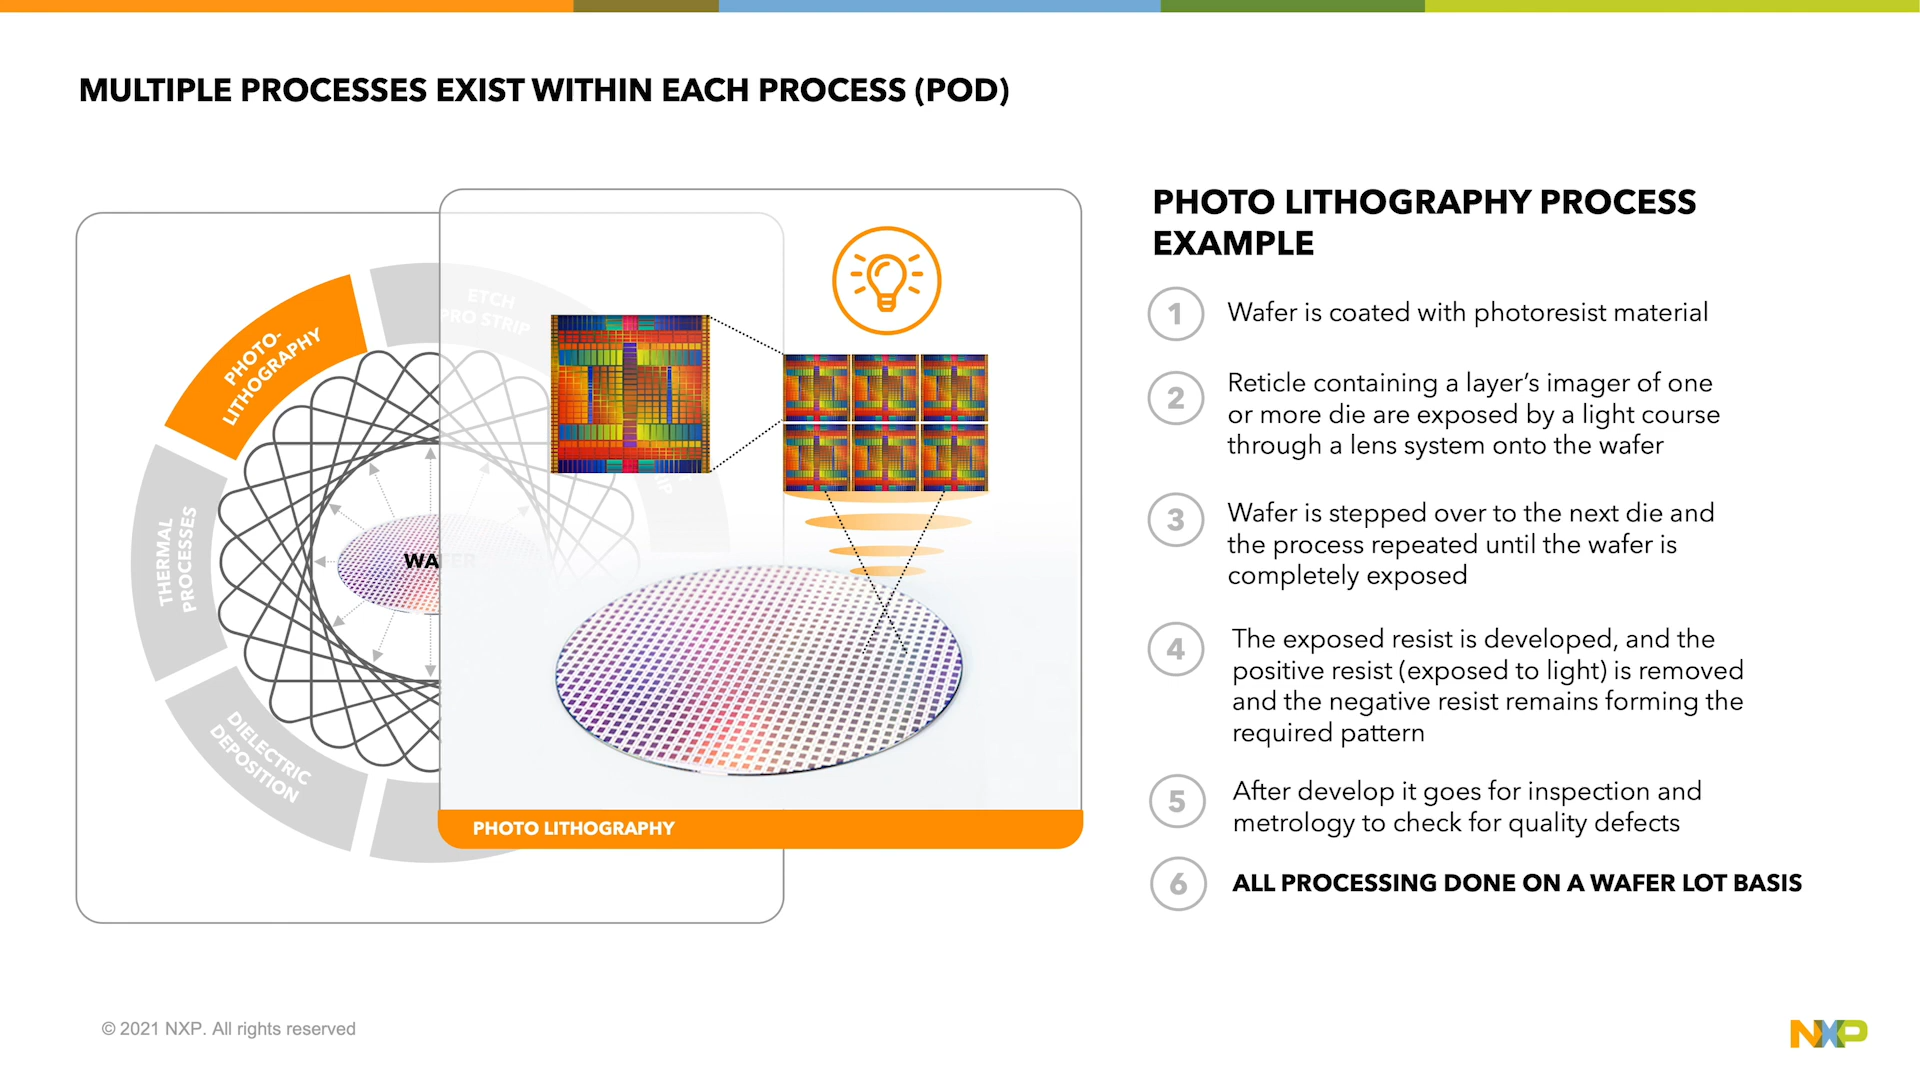 MULTIPLE PROCESSES EXIST WITHIN EACH PROCESS (POD)
PHOTO-
LITHOGRAPHY
ETCH
PRO STRIP
THERMAL
PROCESSES
DIELECTRIC
DEPOSITION
WAFER
PHOTO LITHOGRAPHY
PHOTO LITHOGRAPHY PROCESS
EXAMPLE
1 Wafer is coated with photoresist material
2 Reticle containing a layer's imager of one
or more die are exposed by a light course
through a lens system onto the wafer
3 Wafer is stepped over to the next die and
the process repeated until the wafer is
completely exposed
4 The exposed resist is developed, and the
positive resist (exposed to light) is removed
and the negative resist remains forming the
required pattern
5 After develop it goes for inspection and
metrology to check for quality defects
6 ALL PROCESSING DONE ON A WAFER LOT BASIS
© 2021 NXP. All rights reserved
NXP